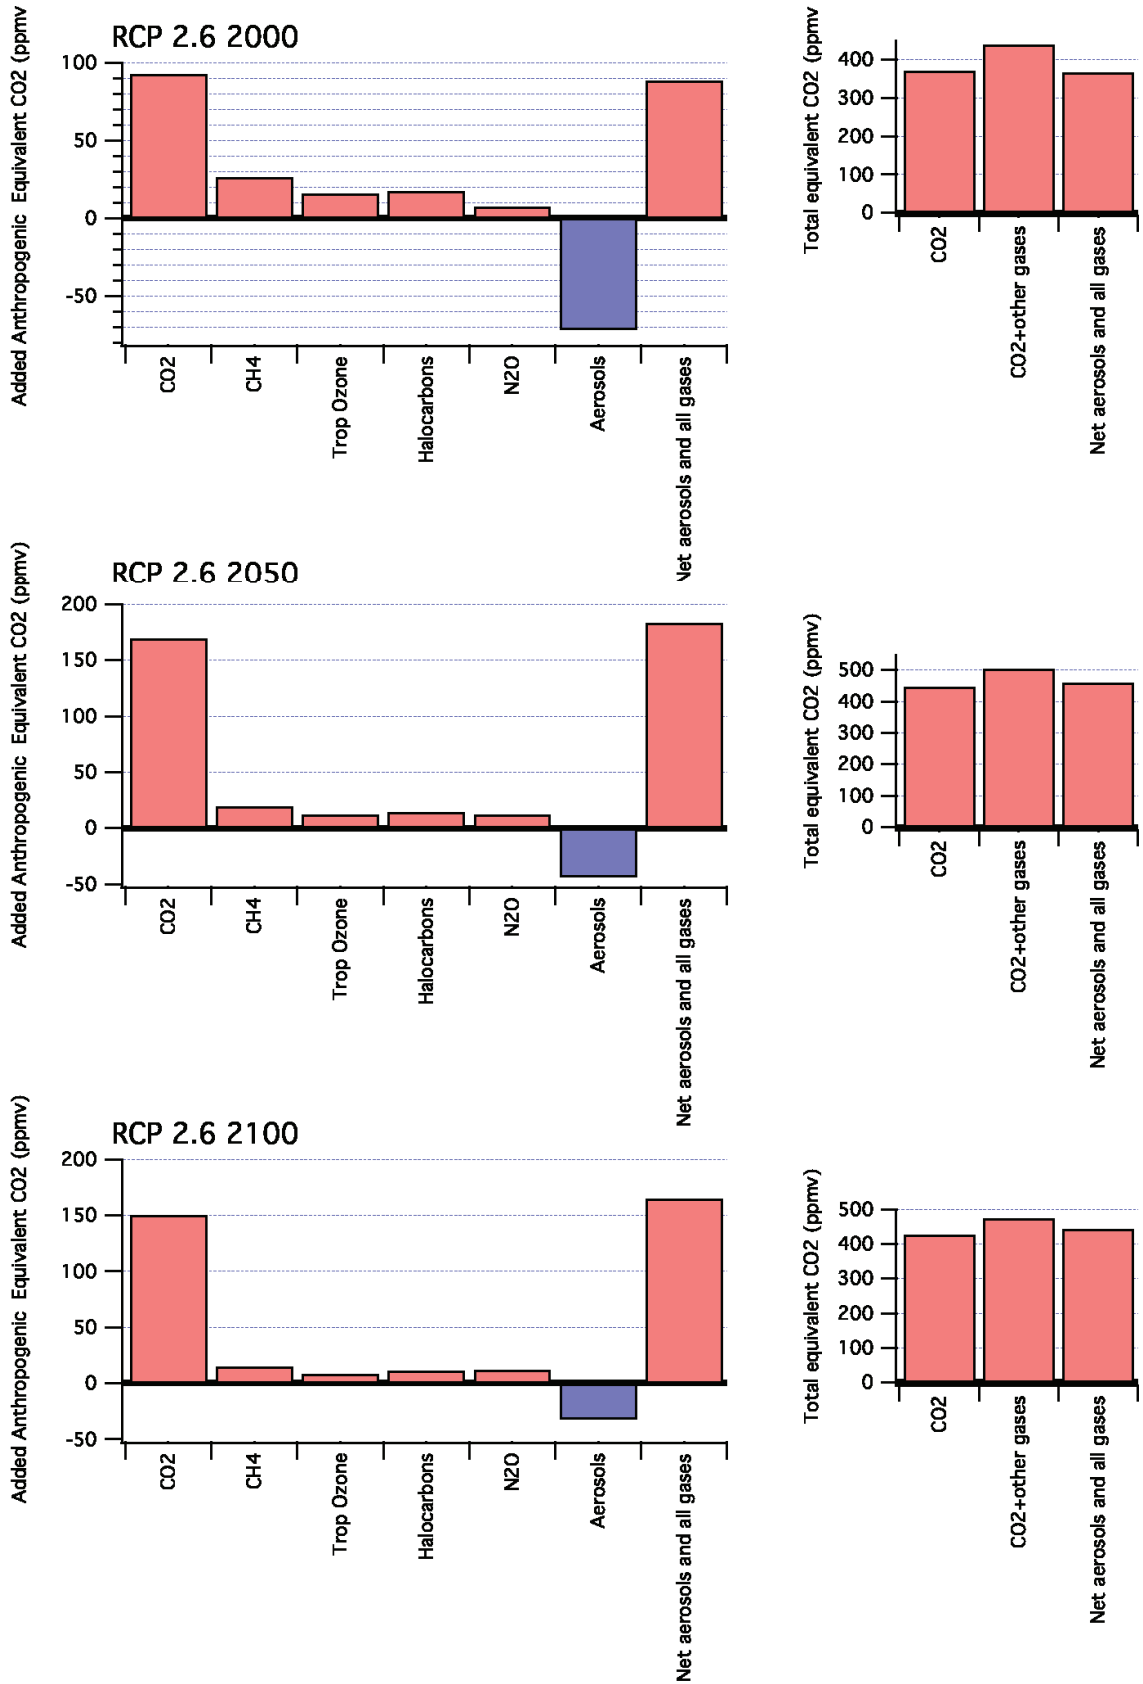 RCP 2.6 2000
Added Anthropogenic Equivalent CO2 (ppmv
100
50
0
-50
CO2
CH4
Trop Ozone
Halocarbons
N2O
Aerosols
Net aerosols and all gases
Total equivalent CO2 (ppmv
400
300
200
100
0
CO2
CO2+other gases
Net aerosols and all gases
RCP 2.6 2050
Added Anthropogenic Equivalent CO2 (ppmv)
200
150
100
50
0
-50
CO2
CH4
Trop Ozone
Halocarbons
N2O
Aerosols
Net aerosols and all gases
Total equivalent CO2 (ppmv)
500
400
300
200
100
0
CO2
CO2+other gases
Net aerosols and all gases
RCP 2.6 2100
Added Anthropogenic Equivalent CO2 (ppmv)
200
150
100
50
0
-50
CO2
CH4
Trop Ozone
Halocarbons
N2O
Aerosols
Net aerosols and all gases
Total equivalent CO2 (ppmv)
500
400
300
200
100
0
CO2
CO2+other gases
Net aerosols and all gases